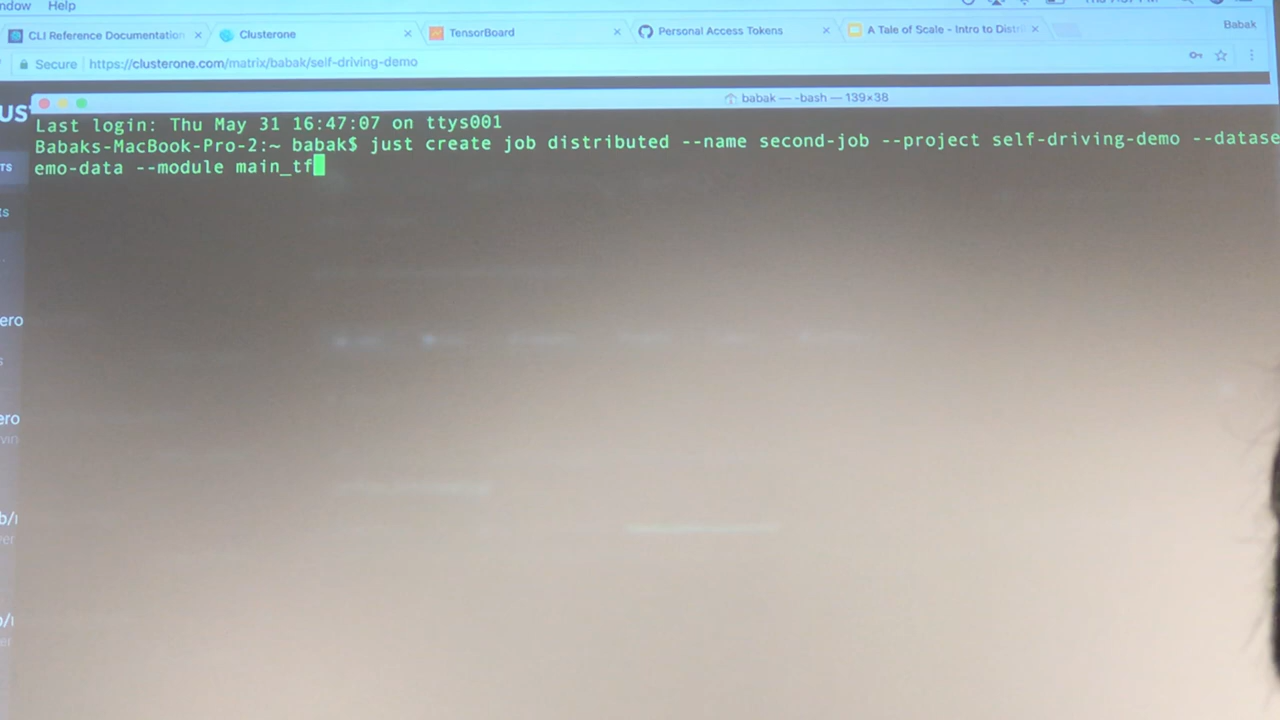 Help
CLI Reference Documentation
Clusterone
TensorBoard
Personal Access Tokens
A Tale of Scale - Intro to Distri
Babak
Secure https://clusterone.com/matrix/babak/self-driving-demo
babak — -bash — 139×38
Last login: Thu May 31 16:47:07 on ttys001
Babaks-MacBook-Pro-2:~ babak$ just create job distributed --name second-job --project self-driving-demo --datase
emo-data --module main_tf